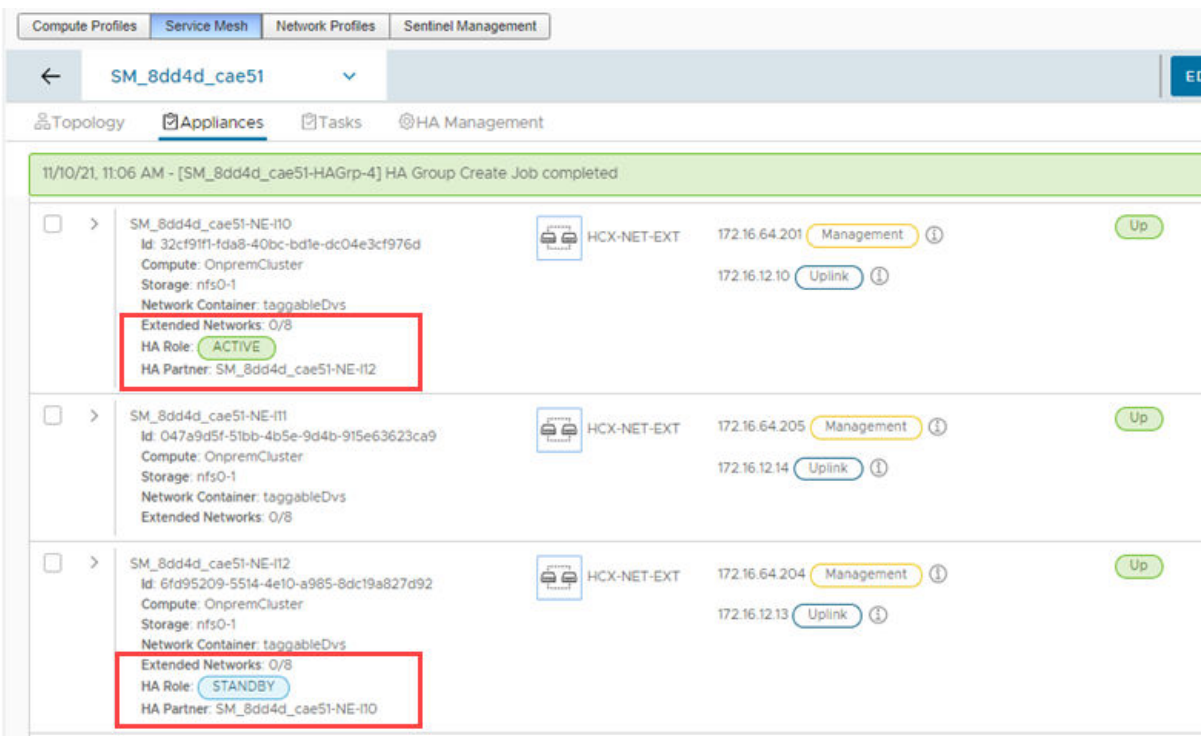 Compute Profiles Service Mesh Network Profiles Sentinel Management
SM_8dd4d_cae51
Topology Appliances Tasks HA Management
11/10/21, 11:06 AM - [SM_8dd4d_cae51-HAGrp-4] HA Group Create Job completed
SM_8dd4d_cae51-NE-I10
Id: 32cf91f1-fda8-40bc-bd1e-dc04e3cf976d
Compute: OnpremCluster
Storage: nfs0-1
Network Container: taggableDvs
Extended Networks: 0/8
HA Role: ACTIVE
HA Partner: SM_8dd4d_cae51-NE-I12
HCX-NET-EXT
172.16.64.201 Management
172.16.12.10 Uplink
Up
SM_8dd4d_cae51-NE-I11
Id: 047a9d5f-51bb-4b5e-9d4b-915e63623ca9
Compute: OnpremCluster
Storage: nfs0-1
Network Container: taggableDvs
Extended Networks: 0/8
HCX-NET-EXT
172.16.64.205 Management
172.16.12.14 Uplink
Up
SM_8dd4d_cae51-NE-I12
Id: 6fd95209-5514-4e10-a985-8dc19a827d92
Compute: OnpremCluster
Storage: nfs0-1
Network Container: taggableDvs
Extended Networks: 0/8
HA Role: STANDBY
HA Partner: SM_8dd4d_cae51-NE-I10
HCX-NET-EXT
172.16.64.204 Management
172.16.12.13 Uplink
Up